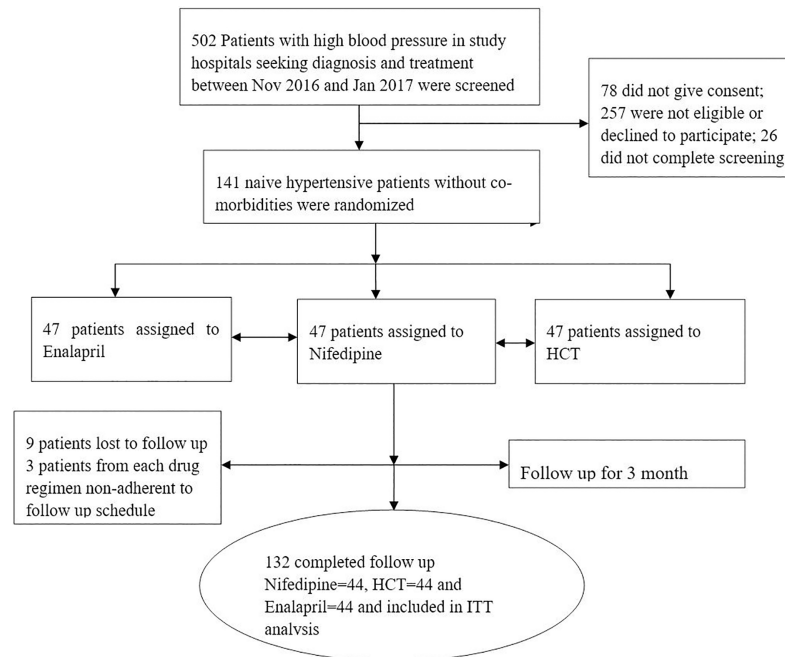 502 Patients with high blood pressure in study
hospitals seeking diagnosis and treatment
between Nov 2016 and Jan 2017 were screened
78 did not give consent;
257 were not eligible or
declined to participate; 26
did not complete screening
141 naive hypertensive patients without co-
morbidities were randomized
47 patients assigned to
Enalapril
47 patients assigned to
Nifedipine
47 patients assigned to
HCT
9 patients lost to follow up
3 patients from each drug
regimen non-adherent to
follow up schedule
Follow up for 3 month
132 completed follow up
Nifedipine=44, HCT=44 and
Enalapril=44 and included in ITT
analysis